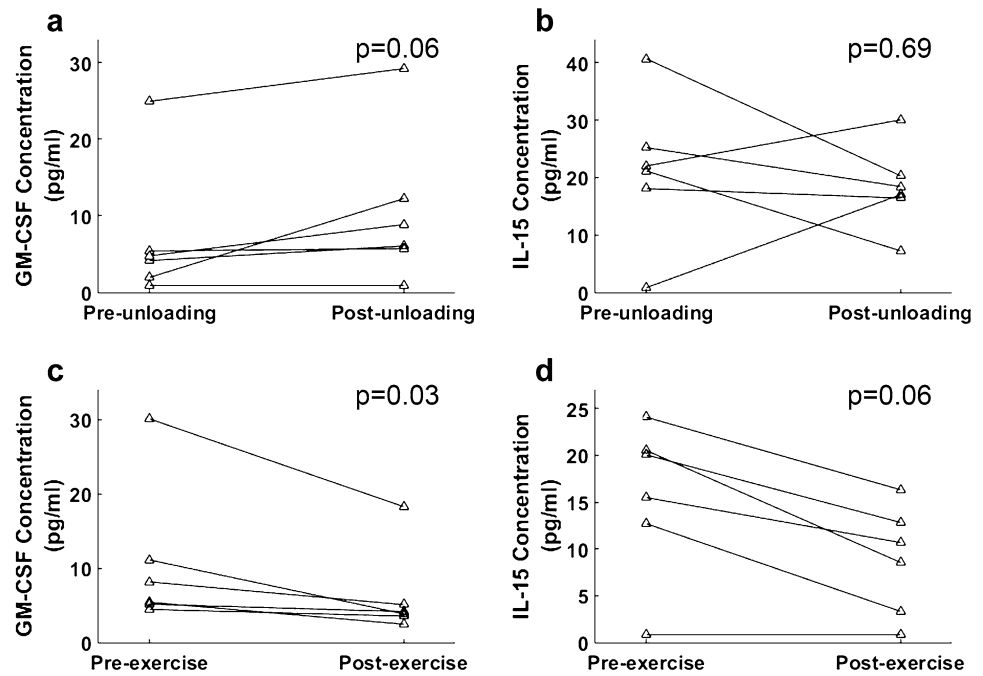 a
p=0.06
GM-CSF Concentration
(pg/ml)
30
20
10
0
Pre-unloading Post-unloading
b
p=0.69
IL-15 Concentration
(pg/ml)
40
30
20
10
0
Pre-unloading Post-unloading
c
p=0.03
GM-CSF Concentration
(pg/ml)
30
20
10
0
Pre-exercise Post-exercise
d
p=0.06
IL-15 Concentration
(pg/ml)
25
20
15
10
5
0
Pre-exercise Post-exercise